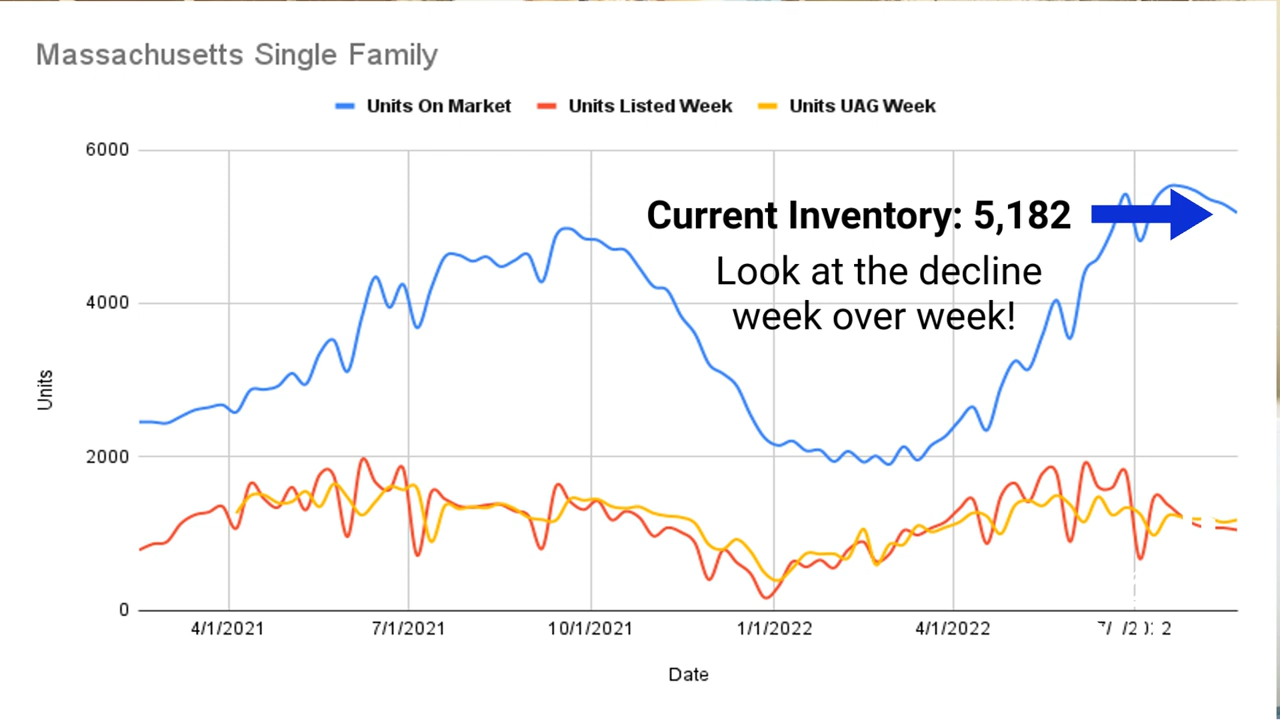 Massachusetts Single Family
Units On Market Units Listed Week Units UAG Week
6000
Current Inventory: 5,182
Look at the decline
4000
week over week!
Units
2000
0
4/1/2021 7/1/2021 10/1/2021 1/1/2022 4/1/2022
Date